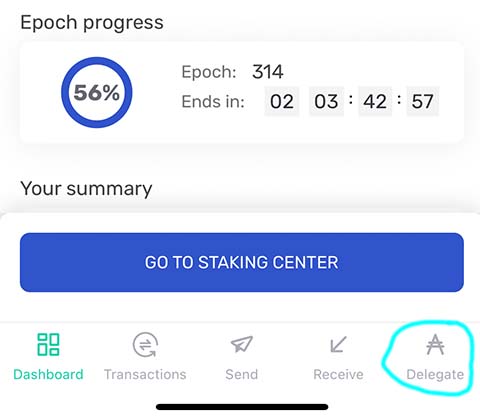 Epoch progress
56%
Epoch: 314
Ends in: 02 03 : 42 : 57
Your summary
GO TO STAKING CENTER
Dashboard Transactions Send Receive Delegate